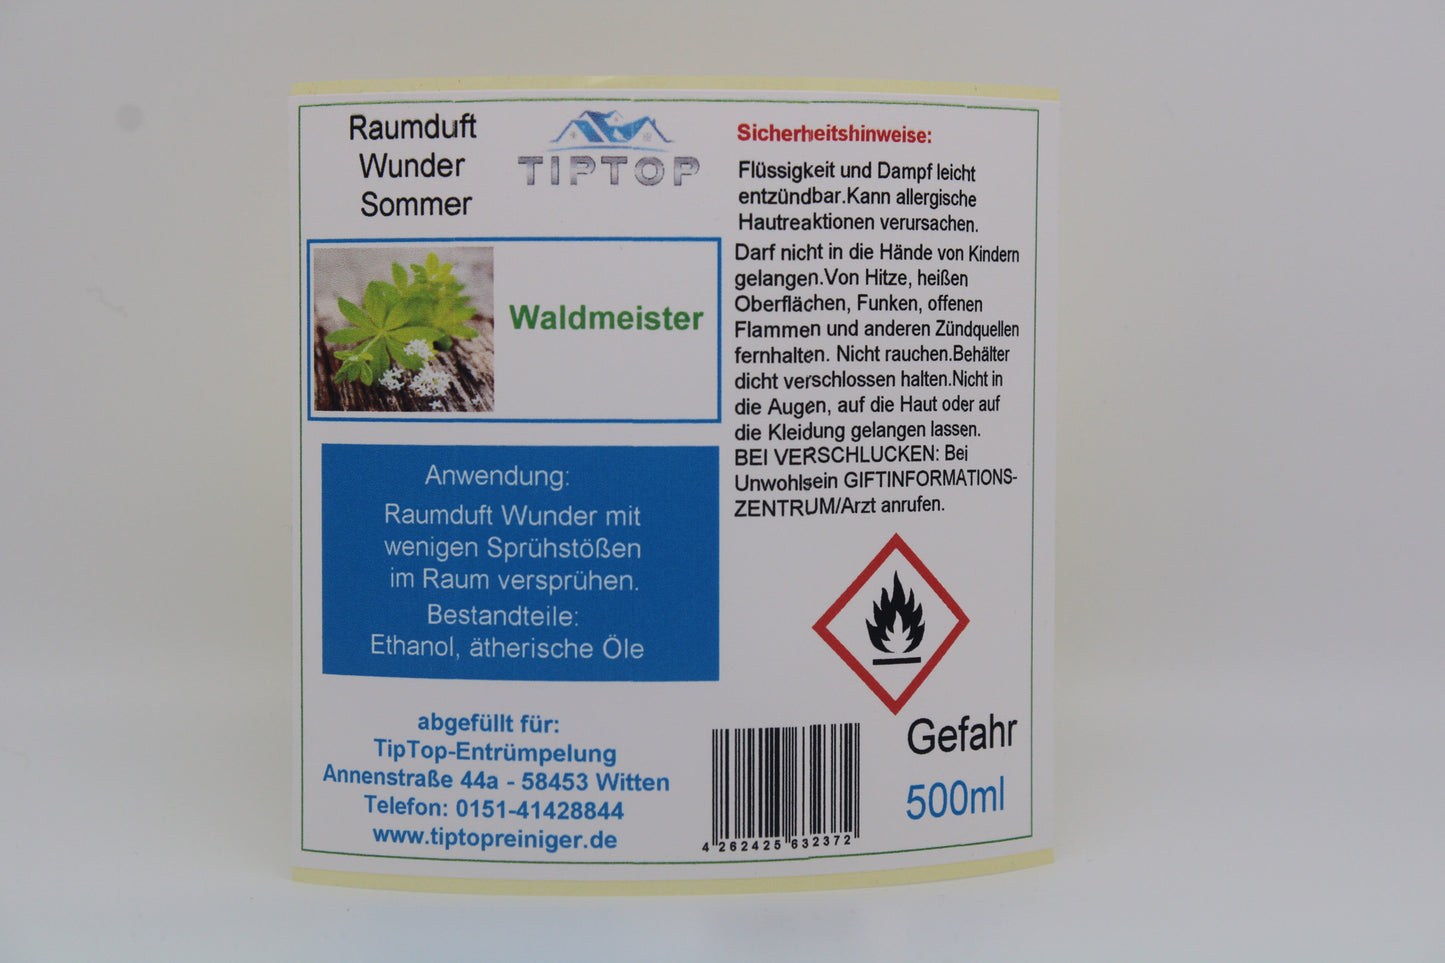 Raumduft
Wunder
Sommer
TIPTOP
Waldmeister
Anwendung:
Raumduft Wunder mit
wenigen Sprühstößen
im Raum versprühen.
Bestandteile:
Ethanol, ätherische Öle
abgefüllt für:
TipTop-Entrümpelung
Annenstraße 44a - 58453 Witten
Telefon: 0151-41428844
www.tiptopreiniger.de
Sicherheitshinweise:
Flüssigkeit und Dampf leicht
entzündbar.Kann allergische
Hautreaktionen verursachen.
Darf nicht in die Hände von Kindern
gelangen.Von Hitze, heißen
Oberflächen, Funken, offenen
Flammen und anderen Zündquellen
fernhalten. Nicht rauchen.Behälter
dicht verschlossen halten.Nicht in
die Augen, auf die Haut oder auf
die Kleidung gelangen lassen.
BEI VERSCHLUCKEN: Bei
Unwohlsein GIFTINFORMATIONS-
ZENTRUM/Arzt anrufen.
Gefahr
500ml
4 262425 632372